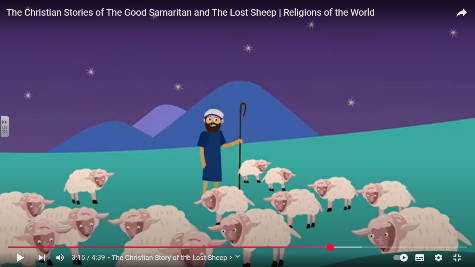 The Christian Stories of The Good Samaritan and The Lost Sheep | Religions of the World
3:15 / 4:39 • The Christian Story of the Lost Sheep >